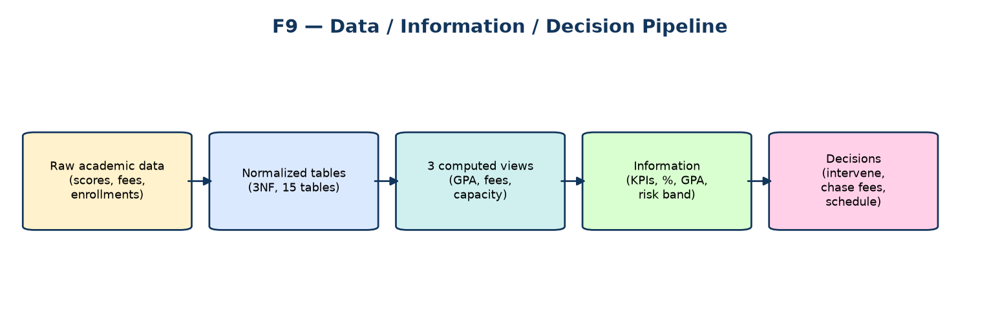 F9 — Data / Information / Decision Pipeline
Raw academic data
(scores, fees,
enrollments)
Normalized tables
(3NF, 15 tables)
3 computed views
(GPA, fees,
capacity)
Information
(KPIs, %, GPA,
risk band)
Decisions
(intervene,
chase fees,
schedule)